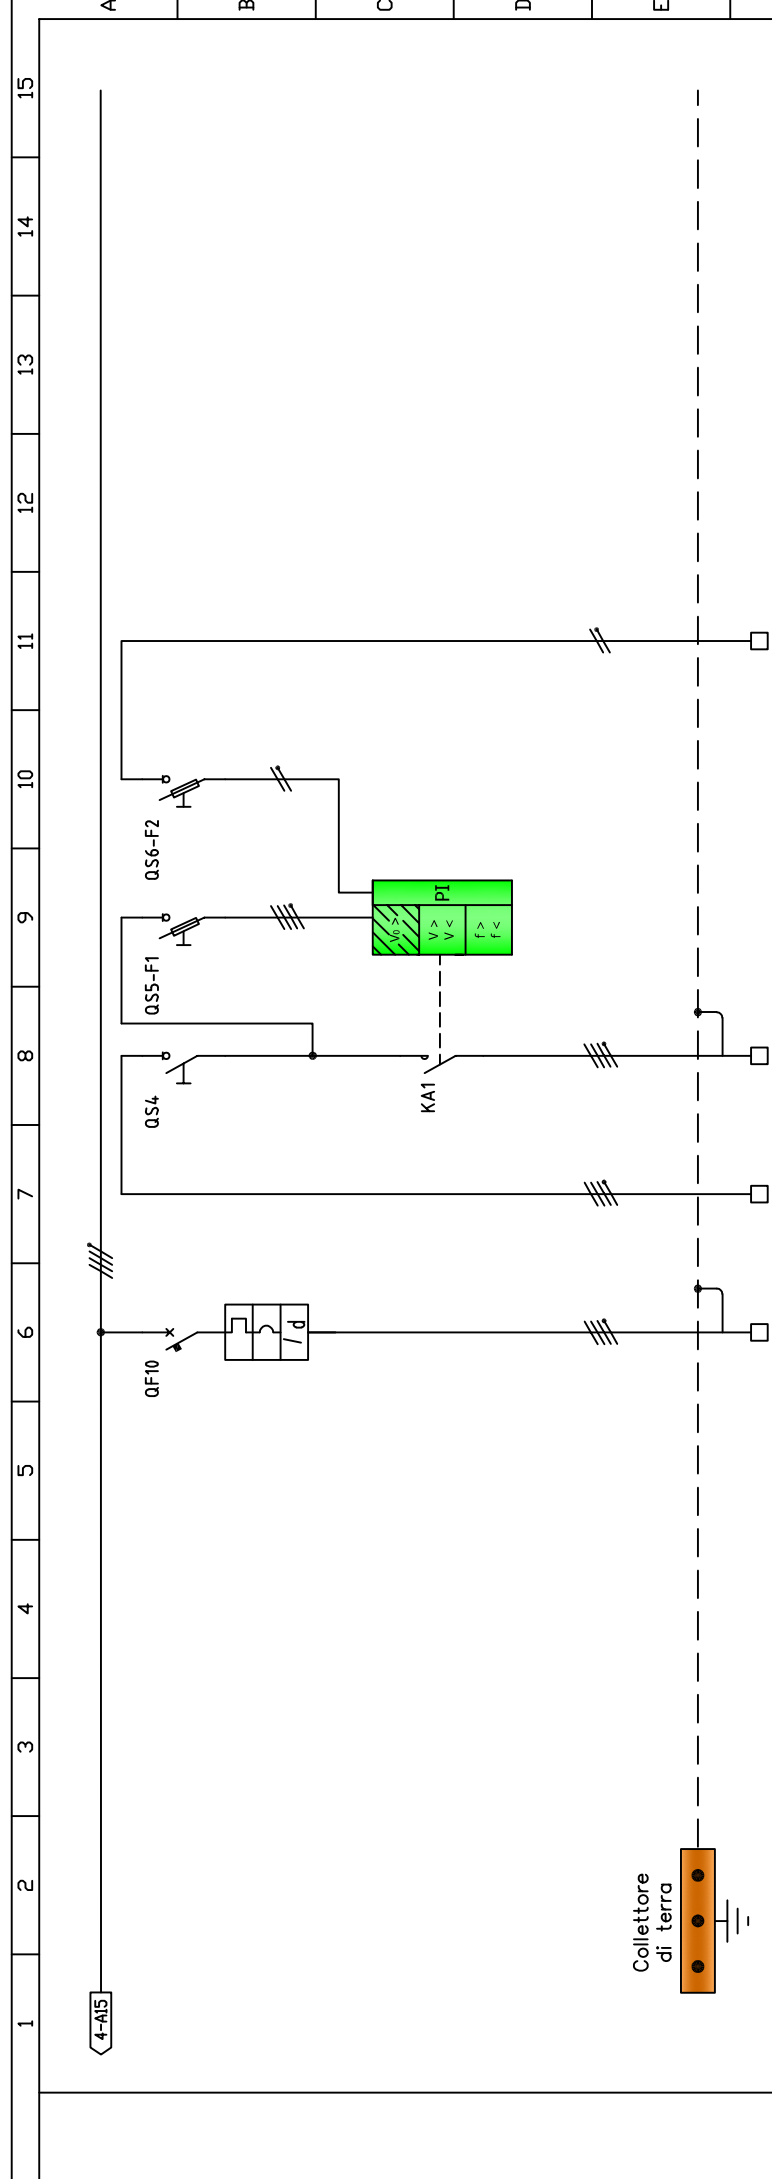 1
2
3
4
5
6
7
8
9
10
11
12
13
14
15
A
B
C
D
E
4-A15
QF10
/d
QS4
QS5-F1
QS6-F2
KA1
PI
V₀ >
V >
V <
f >
f <
Collettore
di terra